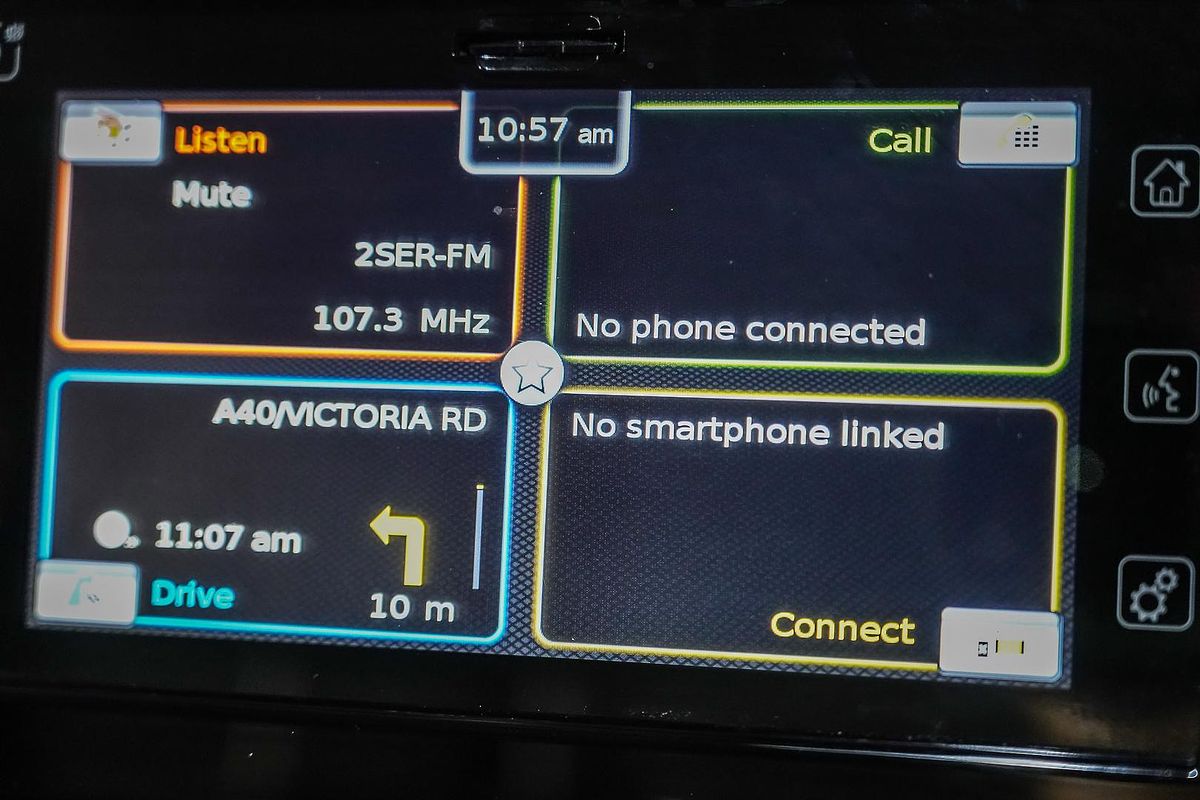 10:57 am
Listen
Mute
2SER-FM
107.3 MHz
Call
No phone connected
A40/VICTORIA RD
11:07 am
10 m
Drive
No smartphone linked
Connect